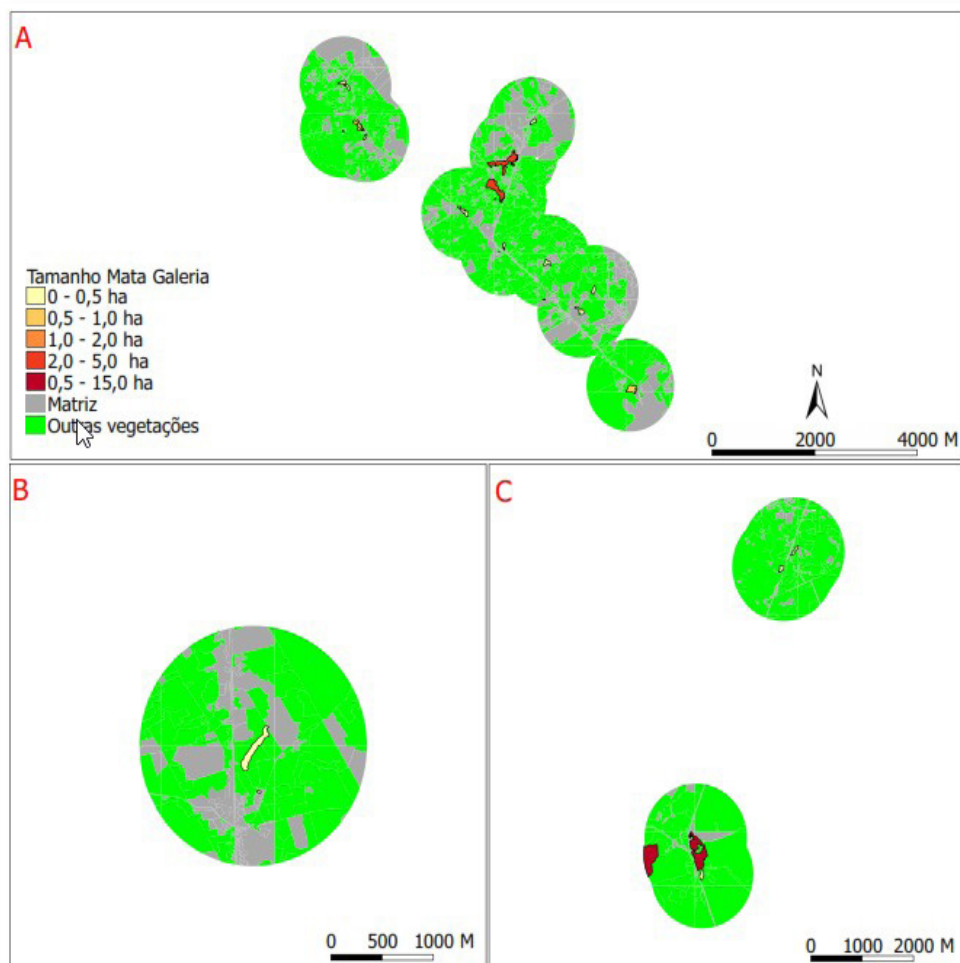 A
Tamanho Mata Galeria
0 - 0,5 ha
0,5 - 1,0 ha
1,0 - 2,0 ha
2,0 - 5,0 ha
0,5 - 15,0 ha
Matriz
Outras vegetações
N
0 2000 4000 M
B
0 500 1000 M
C
0 1000 2000 M